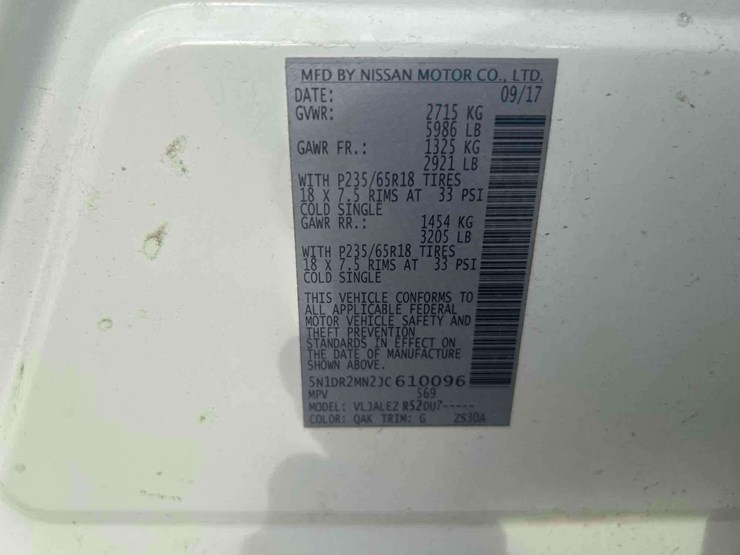 MFD BY NISSAN MOTOR CO., LTD.
DATE: 09/17
GVWR: 2715 KG
5986 LB
GAWR FR.: 1325 KG
2921 LB
WITH P235/65R18 TIRES
18 X 7.5 RIMS AT 33 PSI
COLD SINGLE
GAWR RR.: 1454 KG
3205 LB
WITH P235/65R18 TIRES
18 X 7.5 RIMS AT 33 PSI
COLD SINGLE
THIS VEHICLE CONFORMS TO
ALL APPLICABLE FEDERAL
MOTOR VEHICLE SAFETY AND
THEFT PREVENTION
STANDARDS IN EFFECT ON
THE DATE OF MANUFACTURE
SHOWN ABOVE.
5N1DR2MN2JC610096
MPV 569
MODEL: VLJALEZ R52DU7-----
COLOR: QAK TRIM: G 2S30A